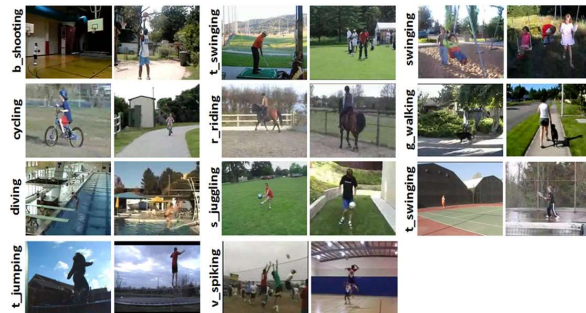 b_shooting
t_swinging
swinging
cycling
r_riding
g_walking
diving
s_juggling
t_swinging
t_jumping
v_spiking